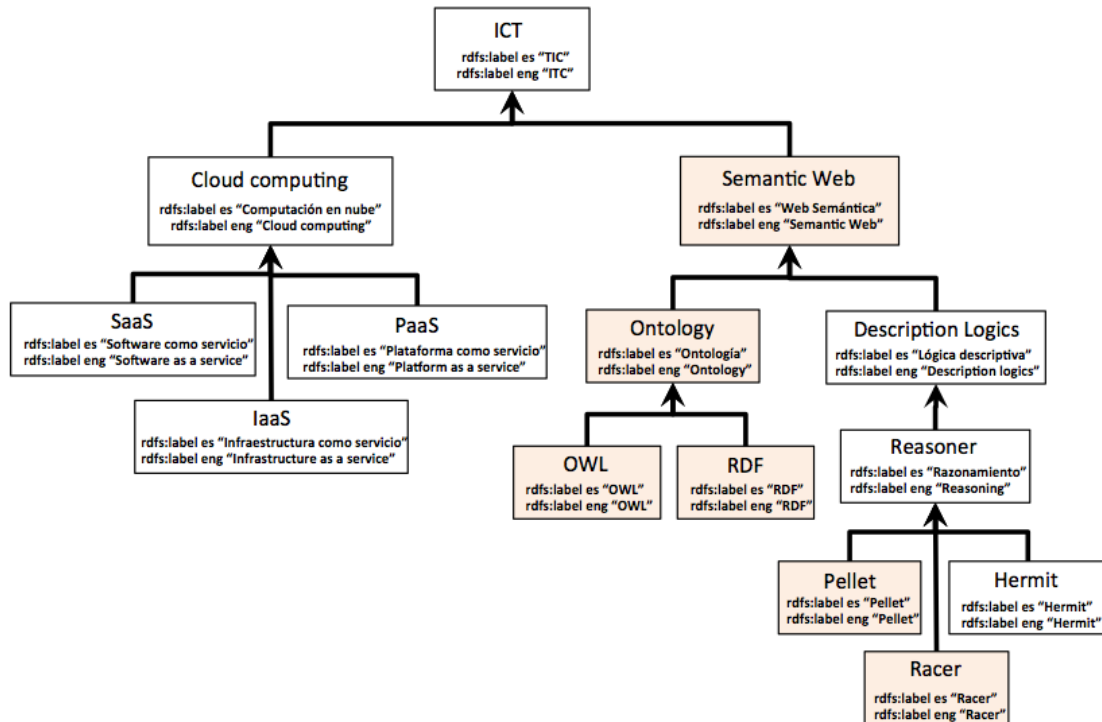 ICT
rdfs:label es “TIC”
rdfs:label eng “ITC”
Cloud computing
rdfs:label es “Computación en nube”
rdfs:label eng “Cloud computing”
Semantic Web
rdfs:label es “Web Semántica”
rdfs:label eng “Semantic Web”
SaaS
rdfs:label es “Software como servicio”
rdfs:label eng “Software as a service”
PaaS
rdfs:label es “Plataforma como servicio”
rdfs:label eng “Platform as a service”
IaaS
rdfs:label es “Infraestructura como servicio”
rdfs:label eng “Infrastructure as a service”
Ontology
rdfs:label es “Ontología”
rdfs:label eng “Ontology”
Description Logics
rdfs:label es “Lógica descriptiva”
rdfs:label eng “Description logics”
OWL
rdfs:label es “OWL”
rdfs:label eng “OWL”
RDF
rdfs:label es “RDF”
rdfs:label eng “RDF”
Reasoner
rdfs:label es “Razonamiento”
rdfs:label eng “Reasoning”
Pellet
rdfs:label es “Pellet”
rdfs:label eng “Pellet”
Hermit
rdfs:label es “Hermit”
rdfs:label eng “Hermit”
Racer
rdfs:label es “Racer”
rdfs:label eng “Racer”